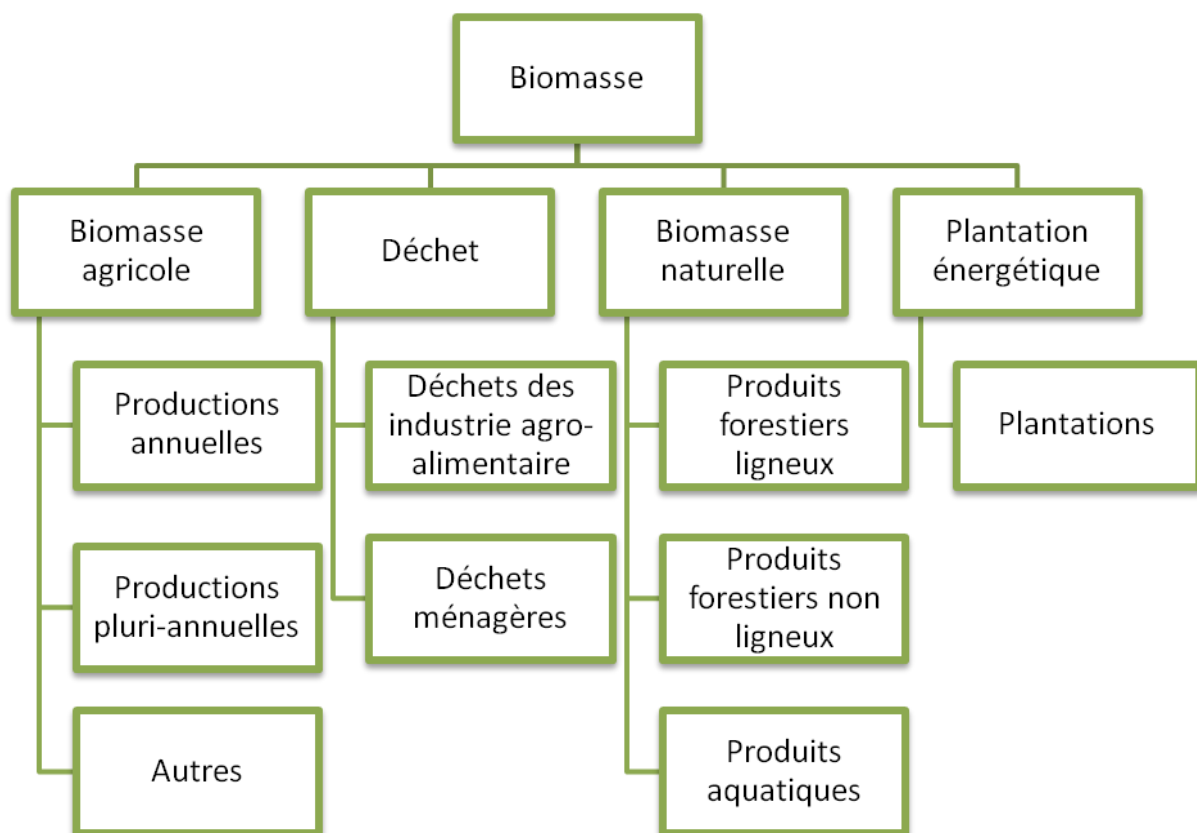 Biomasse
Biomasse
agricole
Déchet
Biomasse
naturelle
Plantation
énergétique
Productions
annuelles
Productions
pluri-annuelles
Autres
Déchets des
industrie agro-
alimentaire
Déchets
ménagères
Produits
forestiers
ligneux
Produits
forestiers non
ligneux
Produits
aquatiques
Plantations